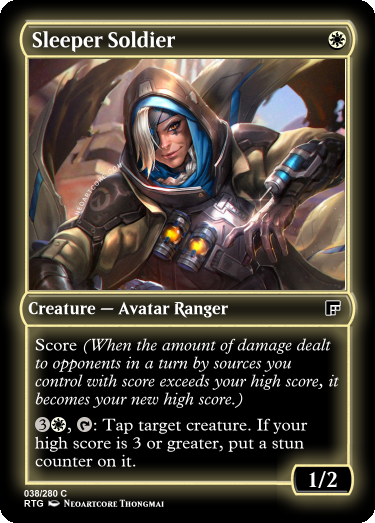 Sleeper Soldier
NEOARTCORE
Creature — Avatar Ranger
Score (When the amount of damage dealt
to opponents in a turn by sources you
control with score exceeds your high score, it
becomes your new high score.)
3, : Tap target creature. If your
high score is 3 or greater, put a stun
counter on it.
1/2
038/280 C
RTG Neoartcore Thongmai